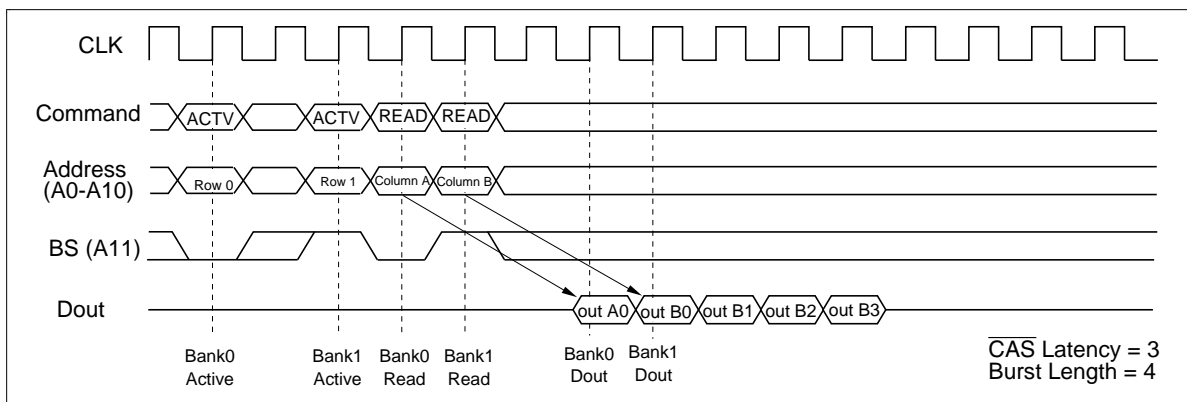 CLK
Command
ACTV
ACTV
READ
READ
Address
(A0-A10)
Row 0
Row 1
Column A
Column B
BS (A11)
Dout
out A0
out B0
out B1
out B2
out B3
Bank0
Active
Bank1
Active
Bank0
Read
Bank1
Read
Bank0
Dout
Bank1
Dout
CAS Latency = 3
Burst Length = 4